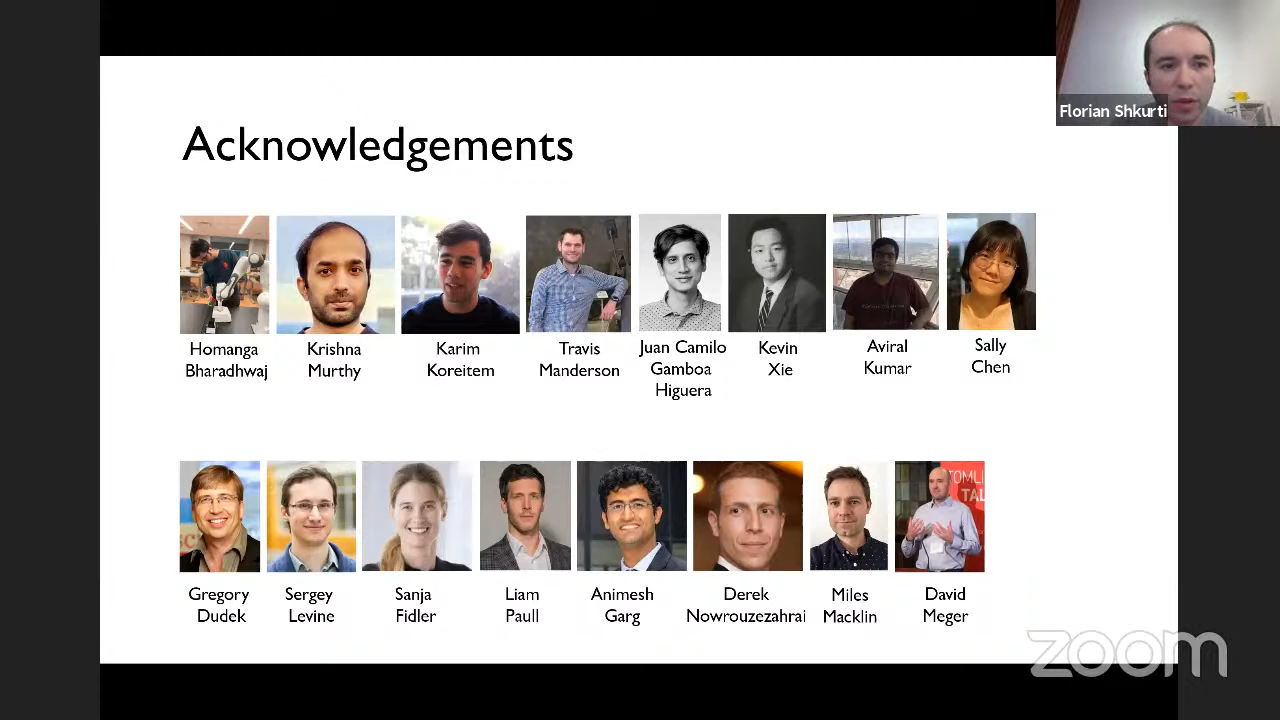 Florian Shkurti
Acknowledgements
Homanga
Bharadhwaj
Krishna
Murthy
Karim
Koreitem
Travis
Manderson
Juan Camilo
Gamboa
Higuera
Kevin
Xie
Aviral
Kumar
Sally
Chen
TOMLI
TAL
Gregory
Dudek
Sergey
Levine
Sanja
Fidler
Liam
Paull
Animesh
Garg
Derek
Nowrouzezahrai
Miles
Macklin
David
Meger
zoom